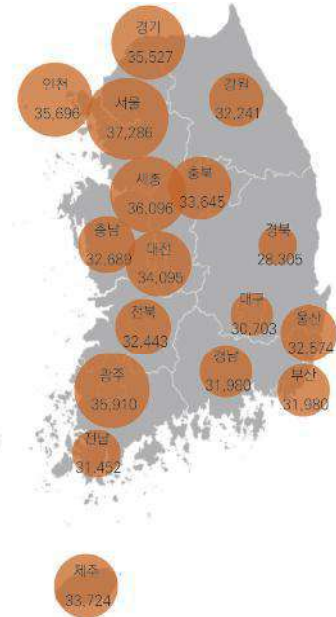 경기
35,527
인천
35,696
서울
37,286
강원
32,241
세종
36,096
충북
33,645
충남
32,689
대전
34,095
경북
28,305
전북
32,443
대구
30,703
울산
32,574
광주
35,910
경남
31,980
부산
31,980
전남
31,452
제주
33,724